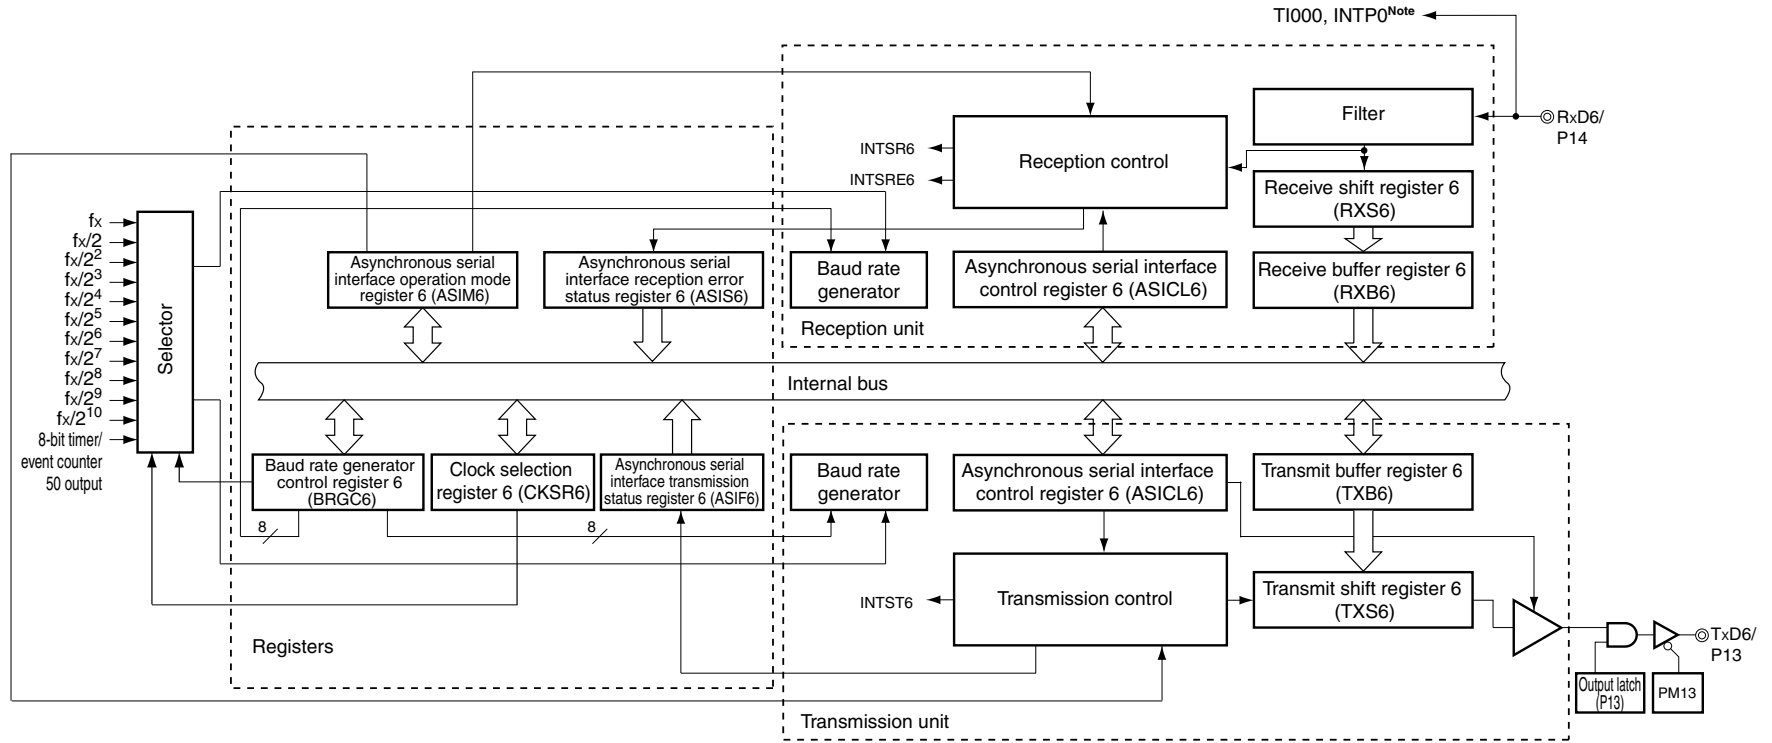 TI000, INTP0Note
Filter
RxD6/
P14
Reception control
INTSR6
INTSRE6
Receive shift register 6
(RXS6)
fx
fx/2
fx/2²
fx/2³
fx/2⁴
fx/2⁵
fx/2⁶
fx/2⁷
fx/2⁸
fx/2⁹
fx/2¹⁰
8-bit timer/
event counter
50 output
Selector
Asynchronous serial
interface operation mode
register 6 (ASIM6)
Asynchronous serial
interface reception error
status register 6 (ASIS6)
Baud rate
generator
Asynchronous serial interface
control register 6 (ASICL6)
Receive buffer register 6
(RXB6)
Reception unit
Internal bus
Baud rate generator
control register 6
(BRGC6)
Clock selection
register 6 (CKSR6)
Asynchronous serial
interface transmission
status register 6 (ASIF6)
Baud rate
generator
Asynchronous serial interface
control register 6 (ASICL6)
Transmit buffer register 6
(TXB6)
8
8
INTST6
Transmission control
Transmit shift register 6
(TXS6)
Registers
TxD6/
P13
Output latch
(P13)
PM13
Transmission unit